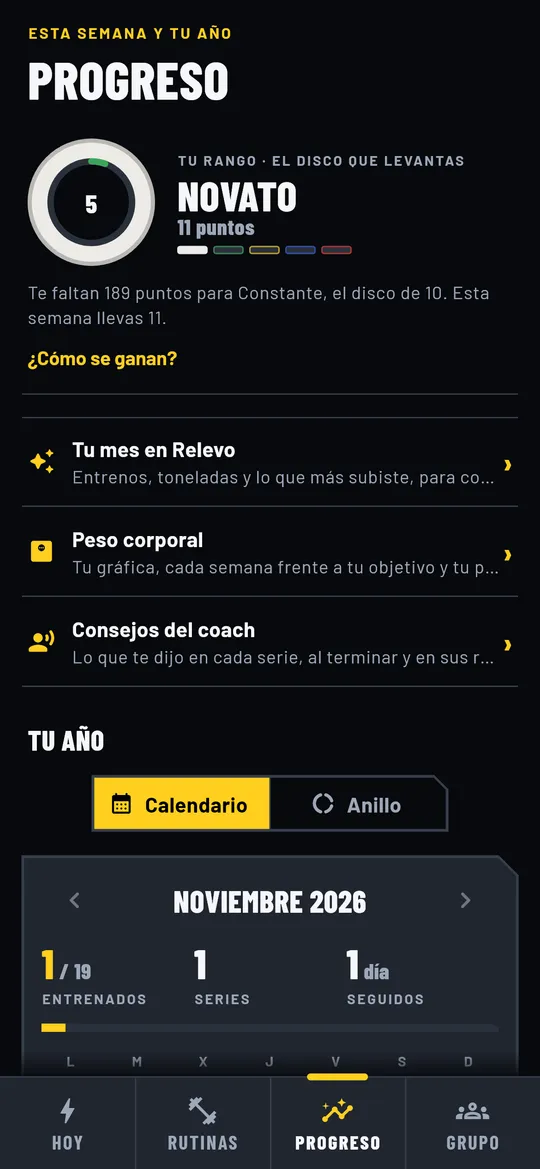 ESTA SEMANA Y TU AÑO
PROGRESO
5
TU RANGO · EL DISCO QUE LEVANTAS
NOVATO
11 puntos
Te faltan 189 puntos para Constante, el disco de 10. Esta
semana llevas 11.
¿Cómo se ganan?
Tu mes en Relevo
Entrenos, toneladas y lo que más subiste, para co...
Peso corporal
Tu gráfica, cada semana frente a tu objetivo y tu p...
Consejos del coach
Lo que te dijo en cada serie, al terminar y en sus r...
TU AÑO
Calendario
Anillo
NOVIEMBRE 2026
1 / 19
ENTRENADOS
1
SERIES
1 día
SEGUIDOS
L M X J V S D
HOY
RUTINAS
PROGRESO
GRUPO